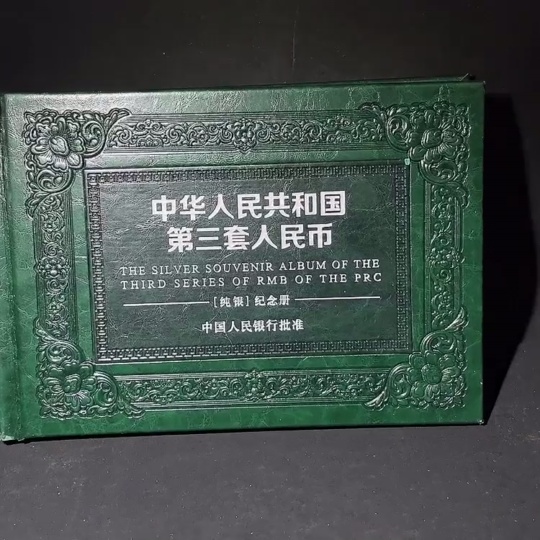 中华人民共和国
第三套人民币
THE SILVER SOUVENIR ALBUM OF THE
THIRD SERIES OF RMB OF THE PRC
［纯银］纪念册
中国人民银行批准